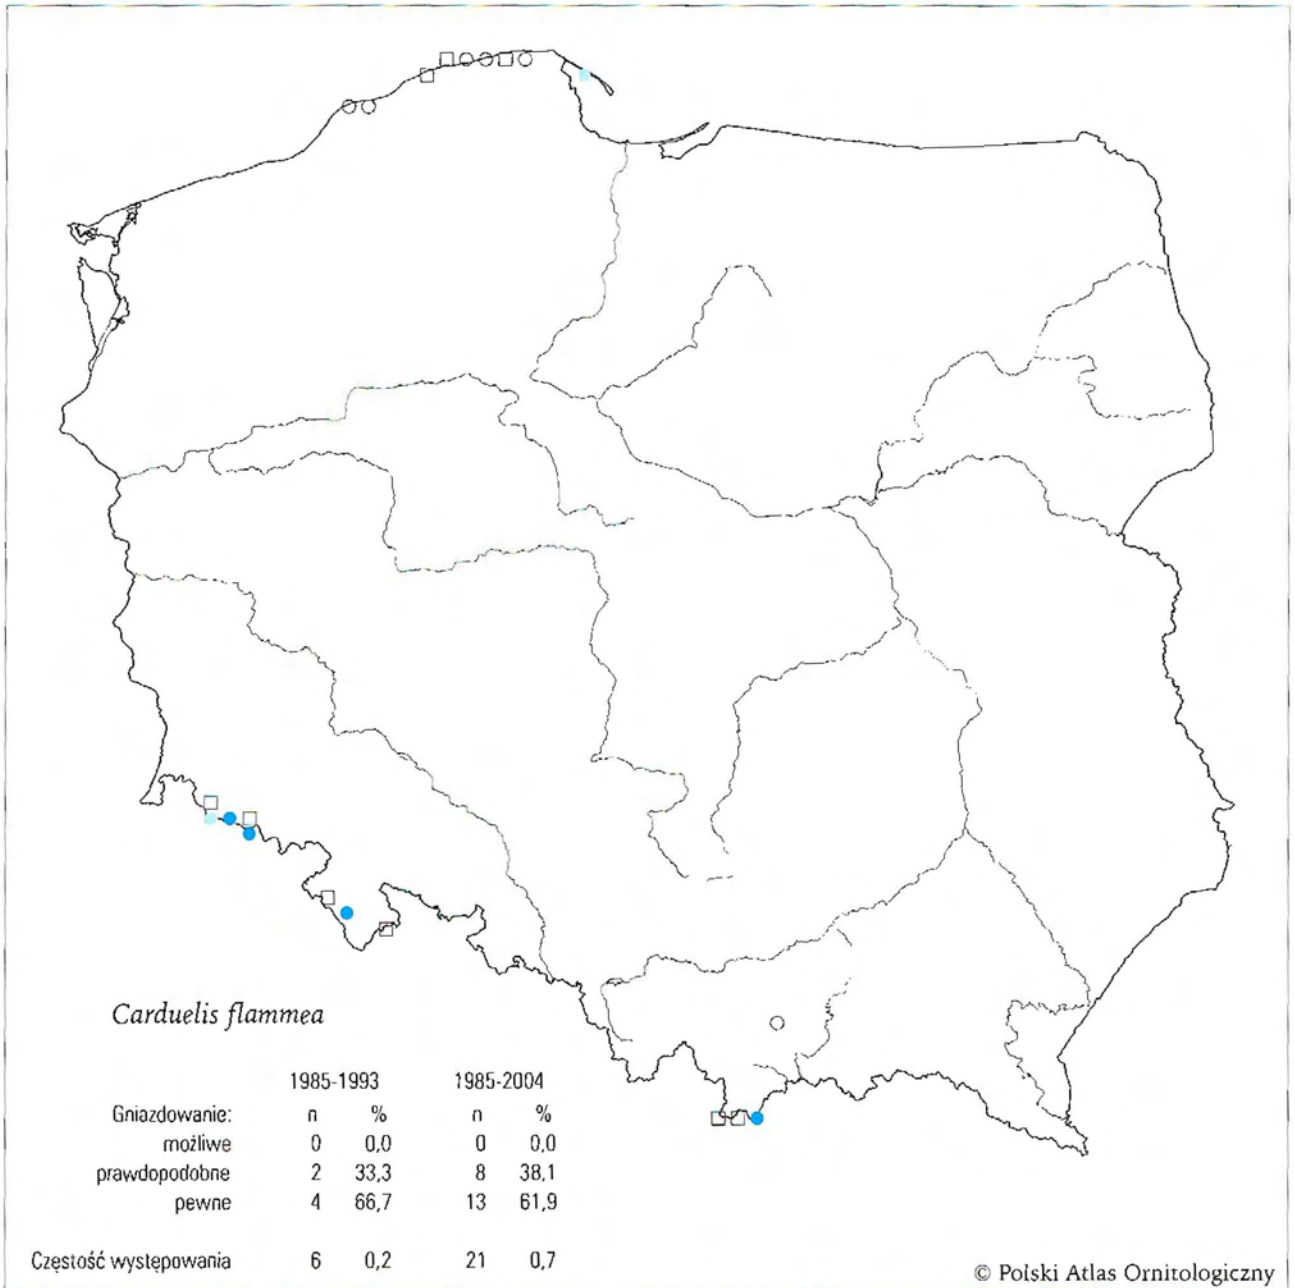 Carduelis flammea
1985-1993 1985-2004
Gniazdowanie: n % n %
możliwe 0 0,0 0 0,0
prawdopodobne 2 33,3 8 38,1
pewne 4 66,7 13 61,9
Częstość występowania 6 0,2 21 0,7
© Polski Atlas Ornitologiczny